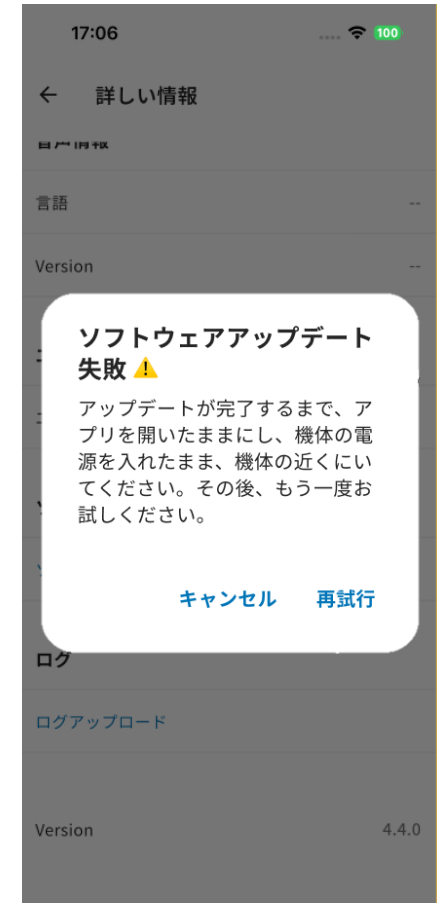 17:06
100
詳しい情報
音声情報
言語 --
Version --
ソフトウェアアップデート
失敗
アップデートが完了するまで、ア
プリを開いたままにし、機体の電
源を入れたまま、機体の近くにい
てください。その後、もう一度お
試しください。
キャンセル 再試行
ログ
ログアップロード
Version 4.4.0